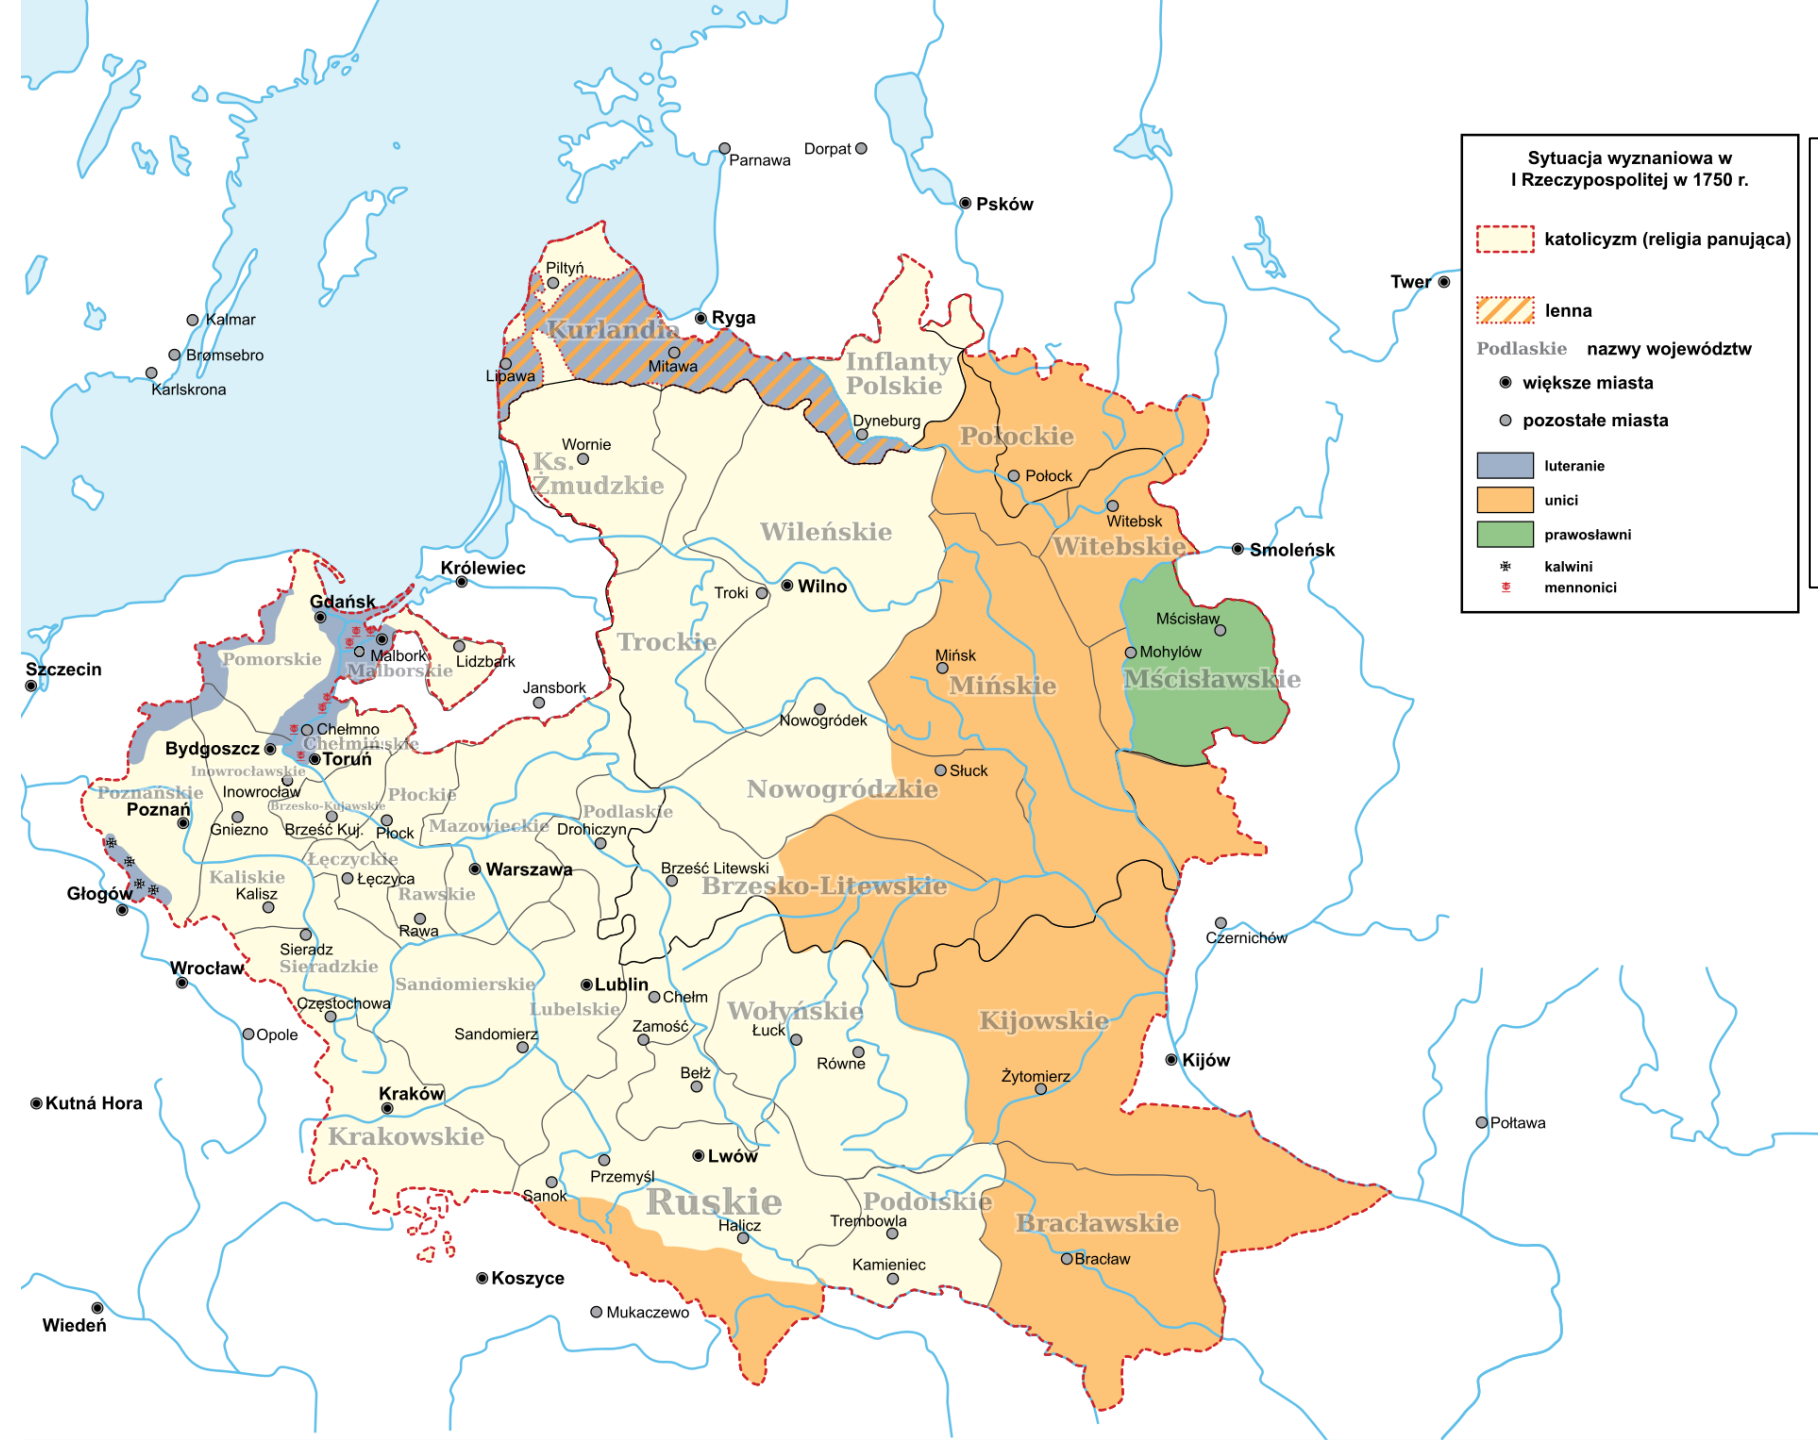 Parnawa
Dorpat
Psków
Sytuacja wyznaniowa w
I Rzeczypospolitej w 1750 r.
katolicyzm (religia panująca)
lenna
Podlaskie nazwy województw
większe miasta
pozostałe miasta
luteranie
unici
prawosławni
kalwini
mennonici
Twer
Piltyń
Kalmar
Ryga
Kurlandia
Brømsebro
Mitawa
Inflanty
Polskie
Lipawa
Karlskrona
Dyneburg
Połockie
Wornie
Ks.
Żmudzkie
Połock
Witebsk
Wileńskie
Witebskie
Smoleńsk
Królewiec
Troki
Wilno
Gdańsk
Mścisław
Trockie
Malbork
Mohylów
Pomorskie
Lidzbark
Mińsk
Szczecin
Malborskie
Mińskie
Mścisławskie
Jansbork
Nowogródek
Chełmno
Chełmińskie
Bydgoszcz
Toruń
Inowrocławskie
Słuck
Poznańskie
Inowrocław
Płockie
Nowogródzkie
Poznań
Brzesko-Kujawskie
Podlaskie
Gniezno
Brześć Kuj.
Płock
Mazowieckie
Drohiczyn
Łęczyckie
Warszawa
Brześć Litewski
Kaliskie
Łęczyca
Brzesko-Litewskie
Głogów
Kalisz
Rawskie
Rawa
Czernichów
Sieradz
Sieradzkie
Wrocław
Sandomierskie
Lublin
Chełm
Częstochowa
Lubelskie
Wołyńskie
Kijowskie
Opole
Sandomierz
Zamość
Łuck
Równe
Kijów
Bełż
Żytomierz
Kutná Hora
Kraków
Połtawa
Krakowskie
Lwów
Przemyśl
Sanok
Ruskie
Podolskie
Halicz
Trembowla
Bracławskie
Kamieniec
Bracław
Koszyce
Mukaczewo
Wiedeń